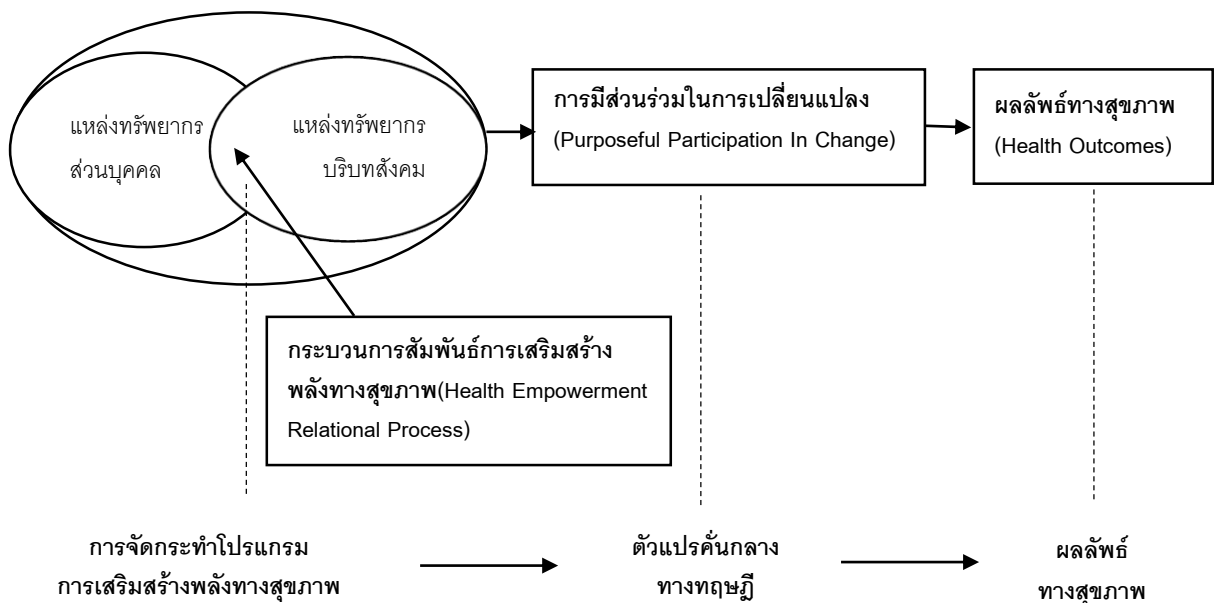 แหล่งทรัพยากร
ส่วนบุคคล
แหล่งทรัพยากร
บริบทสังคม
การมีส่วนร่วมในการเปลี่ยนแปลง
(Purposeful Participation In Change)
ผลลัพธ์ทางสุขภาพ
(Health Outcomes)
กระบวนการสัมพันธ์การเสริมสร้าง
พลังทางสุขภาพ(Health Empowerment
Relational Process)
การจัดกระทำโปรแกรม
การเสริมสร้างพลังทางสุขภาพ
ตัวแปรคั่นกลาง
ทางทฤษฎี
ผลลัพธ์
ทางสุขภาพ